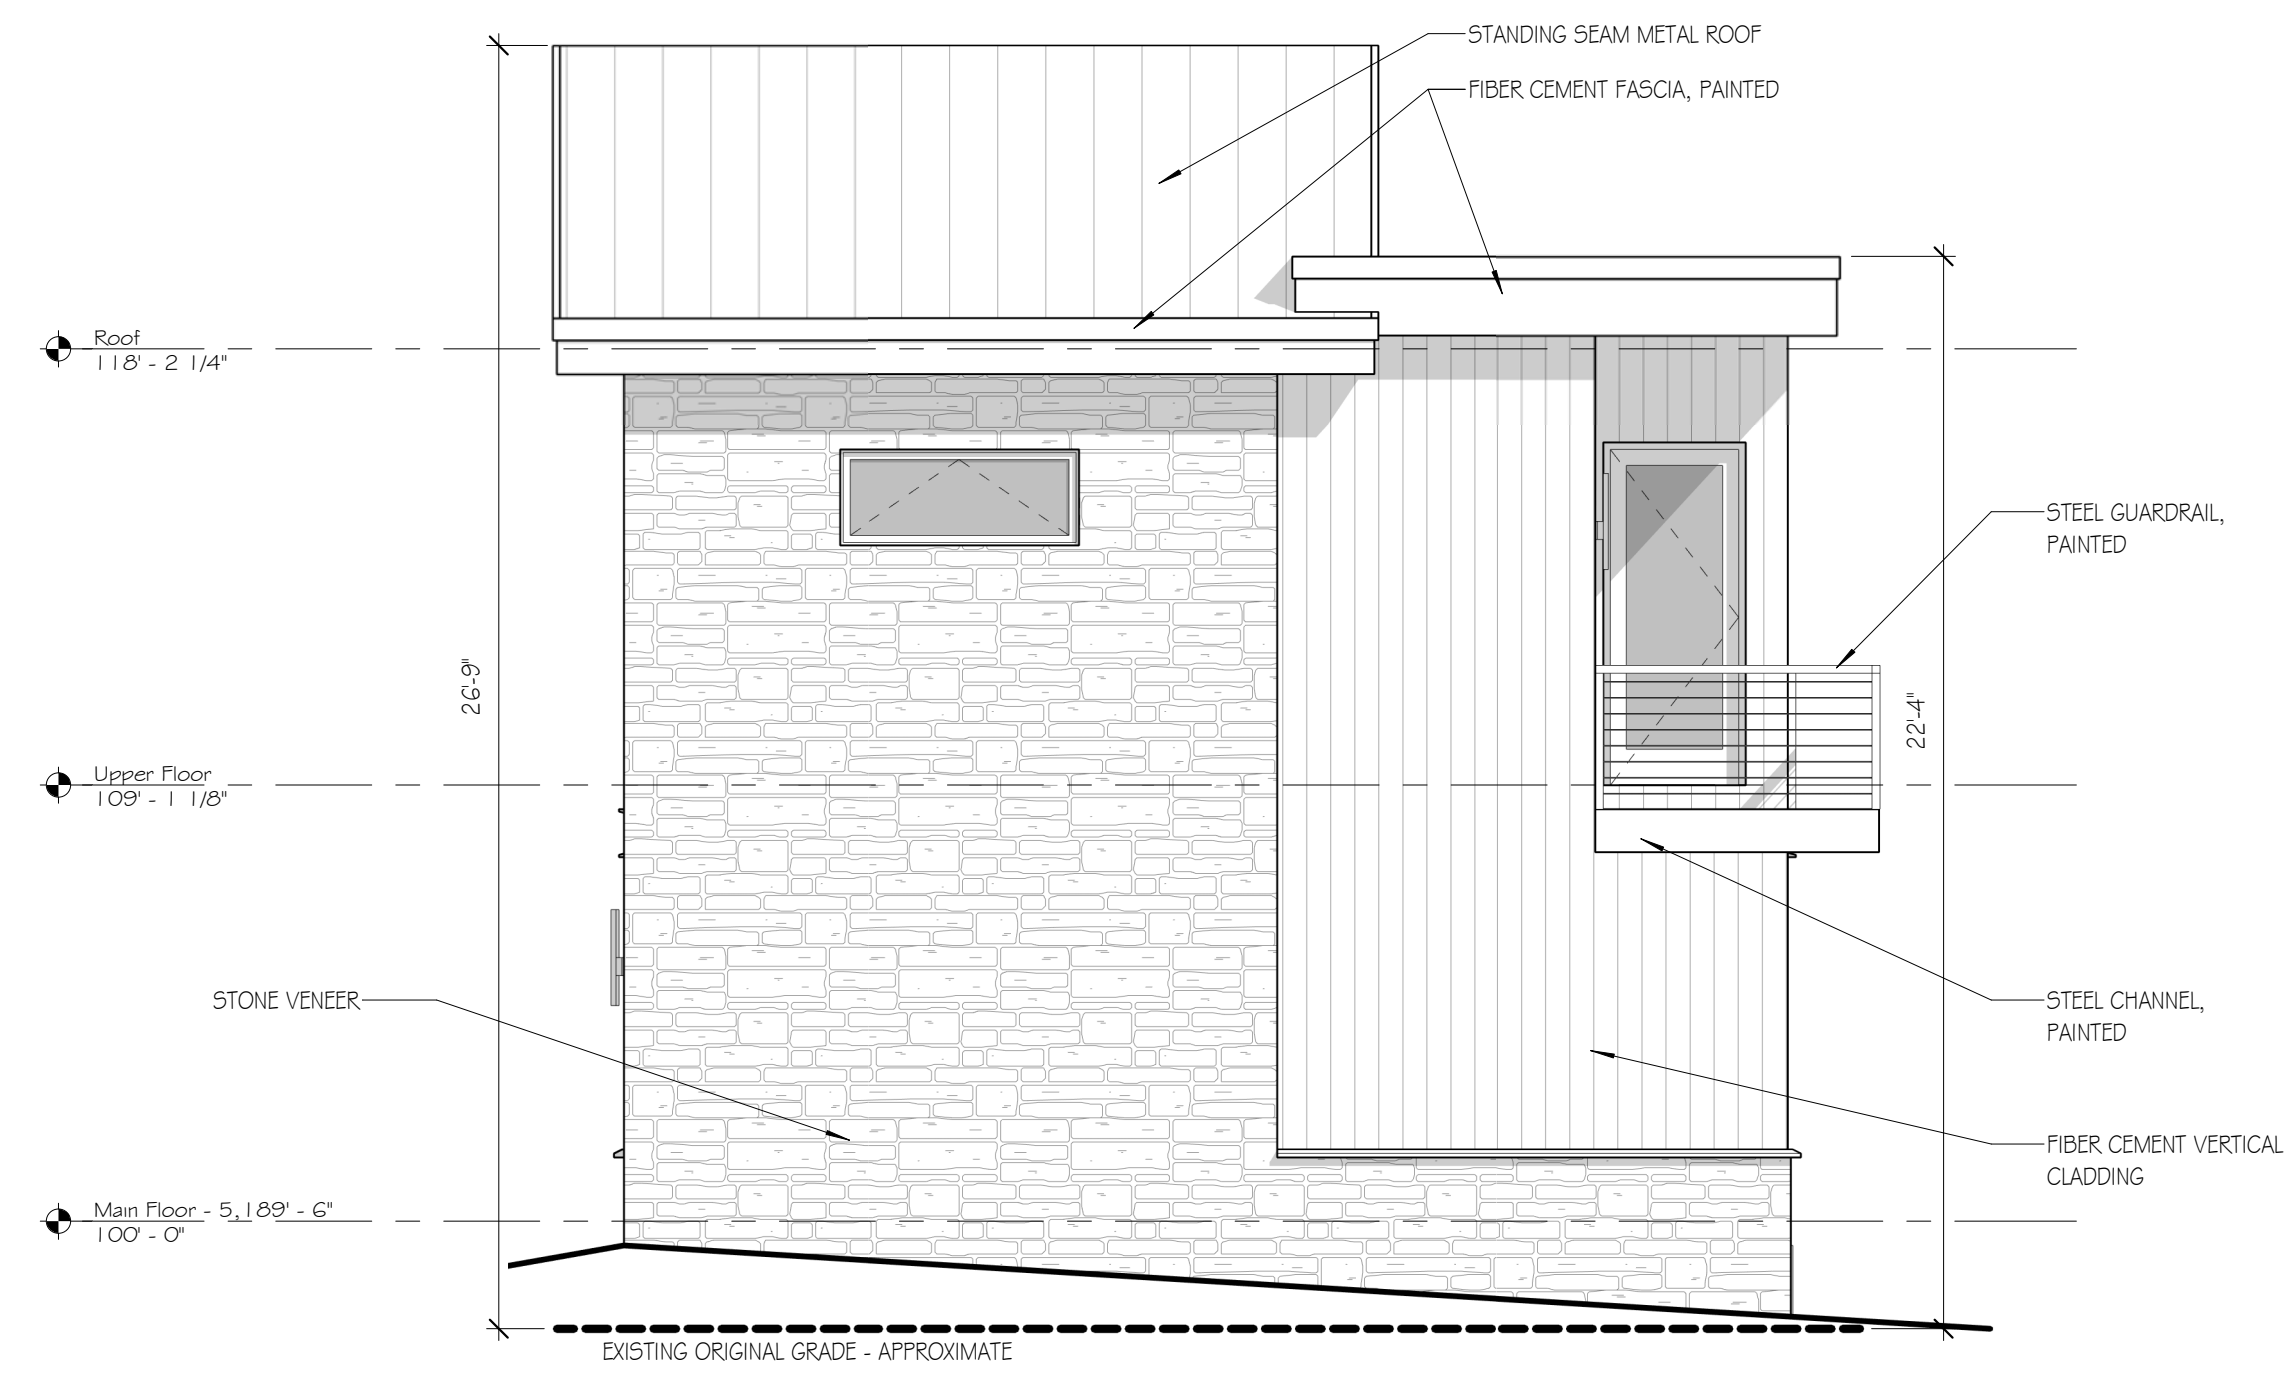 STANDING SEAM METAL ROOF
FIBER CEMENT FASCIA, PAINTED
Roof
118' - 2 1/4"
STEEL GUARDRAIL,
PAINTED
26'-9"
22'-4"
Upper Floor
109' - 1 1/8"
STONE VENEER
STEEL CHANNEL,
PAINTED
FIBER CEMENT VERTICAL
CLADDING
Main Floor - 5,189' - 6"
100' - 0"
EXISTING ORIGINAL GRADE - APPROXIMATE